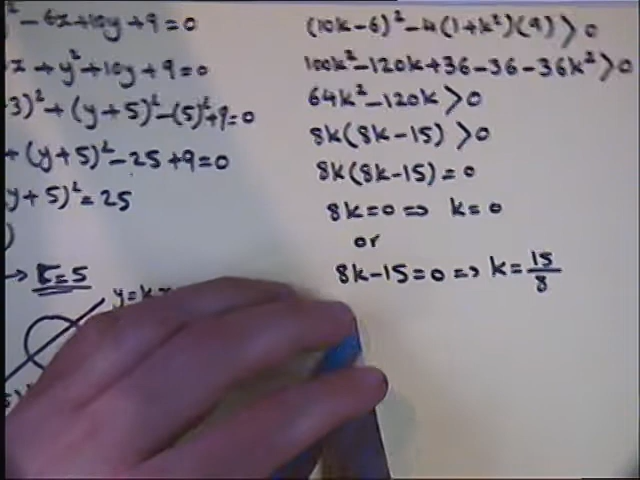 ² - 6x + 10y + 9 = 0
x + y² + 10y + 9 = 0
3)² + (y + 5)² - (5)² + 9 = 0
+ (y + 5)² - 25 + 9 = 0
y + 5)² = 25
)
→ r = 5
y = k
(10k - 6)² - 4(1 + k²)(9) > 0
100k² - 120k + 36 - 36 - 36k² > 0
64k² - 120k > 0
8k(8k - 15) > 0
8k(8k - 15) = 0
8k = 0 ⇒ k = 0
or
8k - 15 = 0 ⇒ k = 15/8